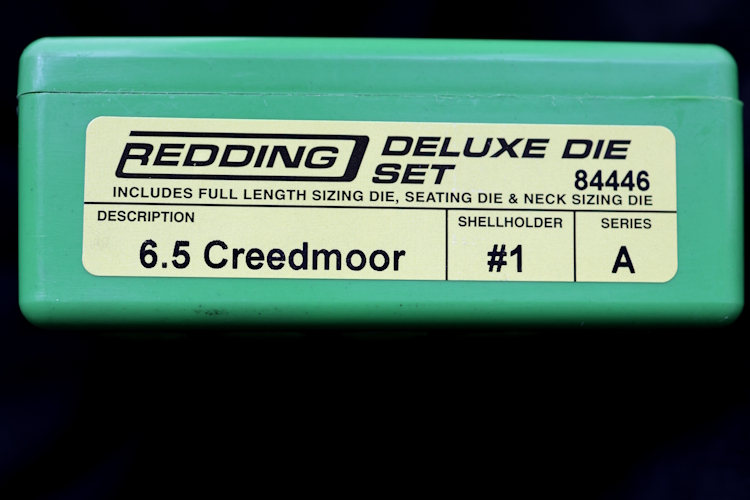 REDDING DELUXE DIE SET
84446
INCLUDES FULL LENGTH SIZING DIE, SEATING DIE & NECK SIZING DIE
DESCRIPTION SHELLHOLDER SERIES
6.5 Creedmoor #1 A